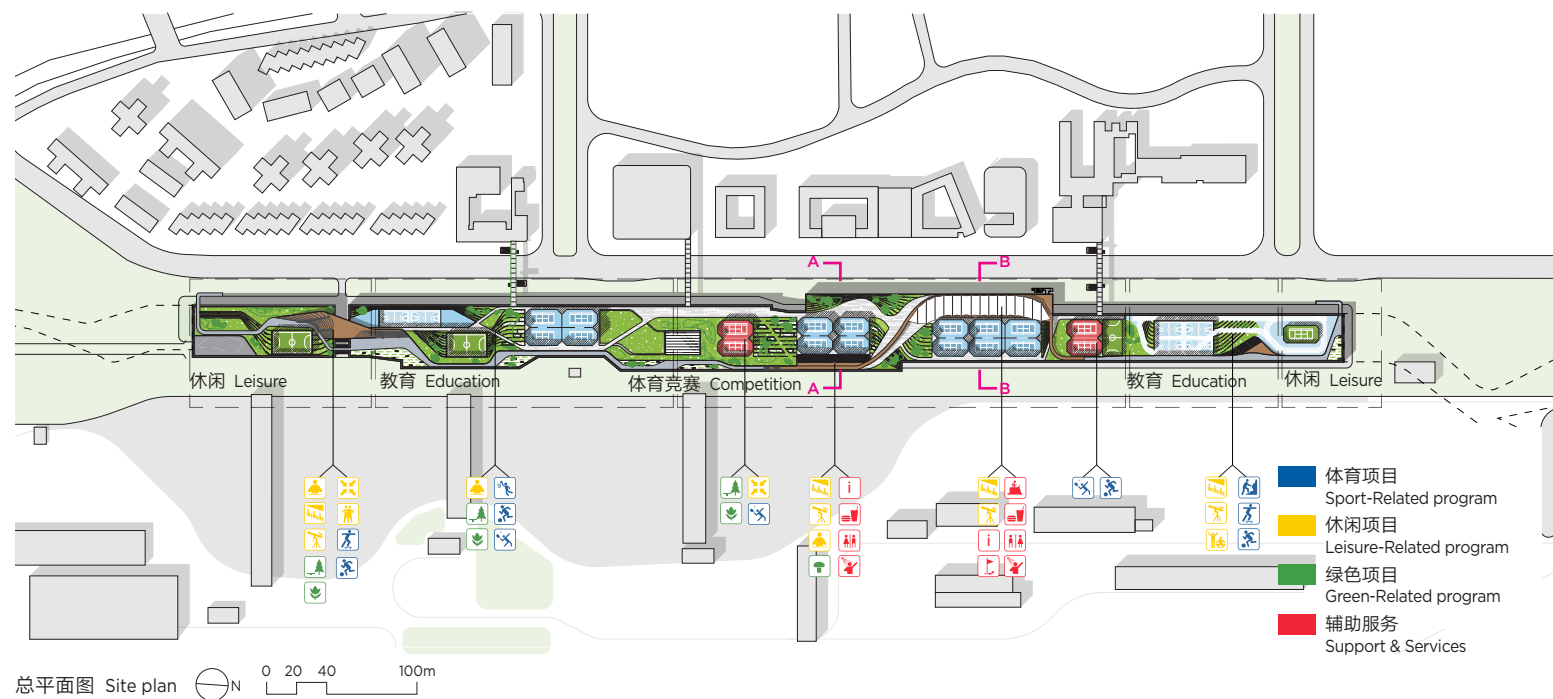 A
B
休闲 Leisure
教育 Education
体育竞赛 Competition
教育 Education
休闲 Leisure
A
B
i
i
体育项目
Sport-Related program
休闲项目
Leisure-Related program
绿色项目
Green-Related program
辅助服务
Support & Services
总平面图 Site plan
N
0 20 40 100m